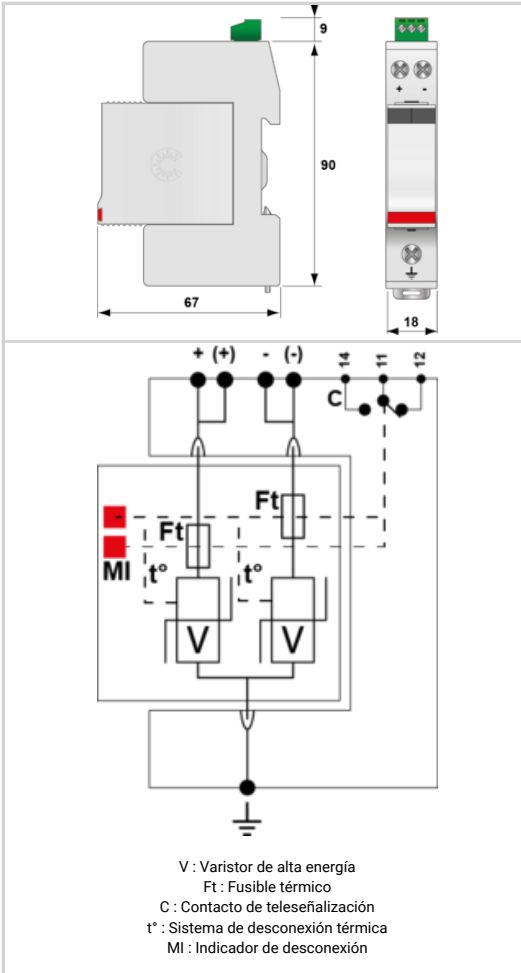 9
90
67
+ -
18
+ (+) - (-) 14 11 12
C
Ft
Ft
-
MI t° t°
V V
V : Varistor de alta energía
Ft : Fusible térmico
C : Contacto de teleseñalización
t° : Sistema de desconexión térmica
MI : Indicador de desconexión